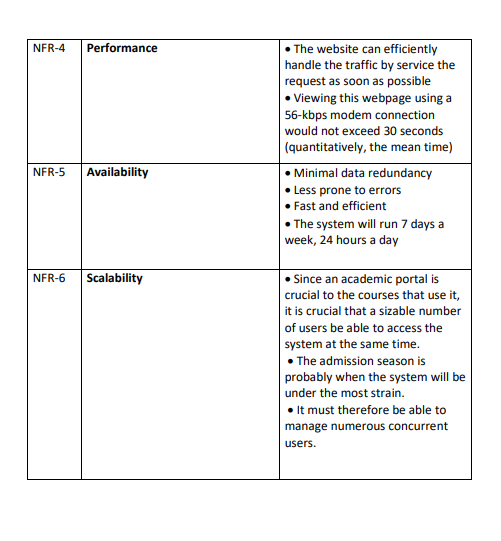 NFR-4 Performance • The website can efficiently
handle the traffic by service the
request as soon as possible
• Viewing this webpage using a
56-kbps modem connection
would not exceed 30 seconds
(quantitatively, the mean time)
NFR-5 Availability • Minimal data redundancy
• Less prone to errors
• Fast and efficient
• The system will run 7 days a
week, 24 hours a day
NFR-6 Scalability • Since an academic portal is
crucial to the courses that use it,
it is crucial that a sizable number
of users be able to access the
system at the same time.
• The admission season is
probably when the system will be
under the most strain.
• It must therefore be able to
manage numerous concurrent
users.